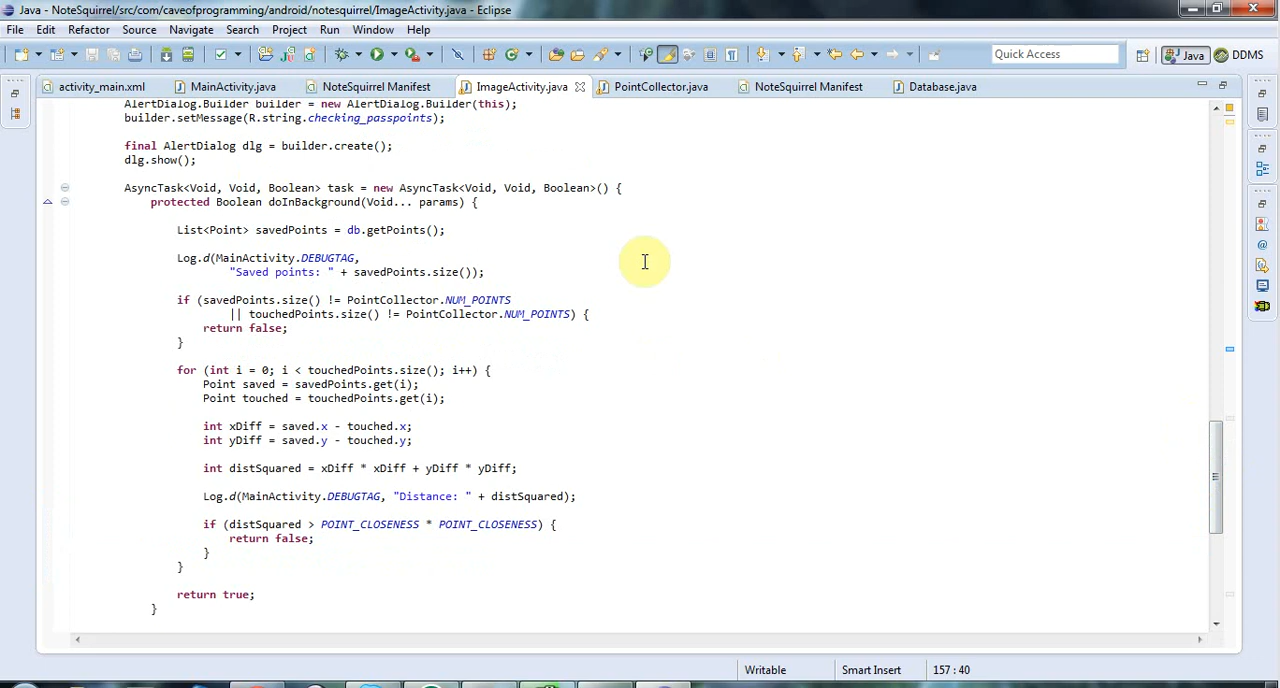 Java - NoteSquirrel/src/com/caveofprogramming/android/notesquirrel/ImageActivity.java - Eclipse
File Edit Refactor Source Navigate Search Project Run Window Help
Quick Access Java DDMS
activity_main.xml MainActivity.java NoteSquirrel Manifest ImageActivity.java PointCollector.java NoteSquirrel Manifest Database.java
AlertDialog.Builder builder = new AlertDialog.Builder(this);
builder.setMessage(R.string.checking_passpoints);
final AlertDialog dlg = builder.create();
dlg.show();
AsyncTask<Void, Void, Boolean> task = new AsyncTask<Void, Void, Boolean>() {
protected Boolean doInBackground(Void... params) {
List<Point> savedPoints = db.getPoints();
Log.d(MainActivity.DEBUGTAG,
"Saved points: " + savedPoints.size());
if (savedPoints.size() != PointCollector.NUM_POINTS
|| touchedPoints.size() != PointCollector.NUM_POINTS) {
return false;
}
for (int i = 0; i < touchedPoints.size(); i++) {
Point saved = savedPoints.get(i);
Point touched = touchedPoints.get(i);
int xDiff = saved.x - touched.x;
int yDiff = saved.y - touched.y;
int distSquared = xDiff * xDiff + yDiff * yDiff;
Log.d(MainActivity.DEBUGTAG, "Distance: " + distSquared);
if (distSquared > POINT_CLOSENESS * POINT_CLOSENESS) {
return false;
}
}
return true;
}
Writable Smart Insert 157 : 40